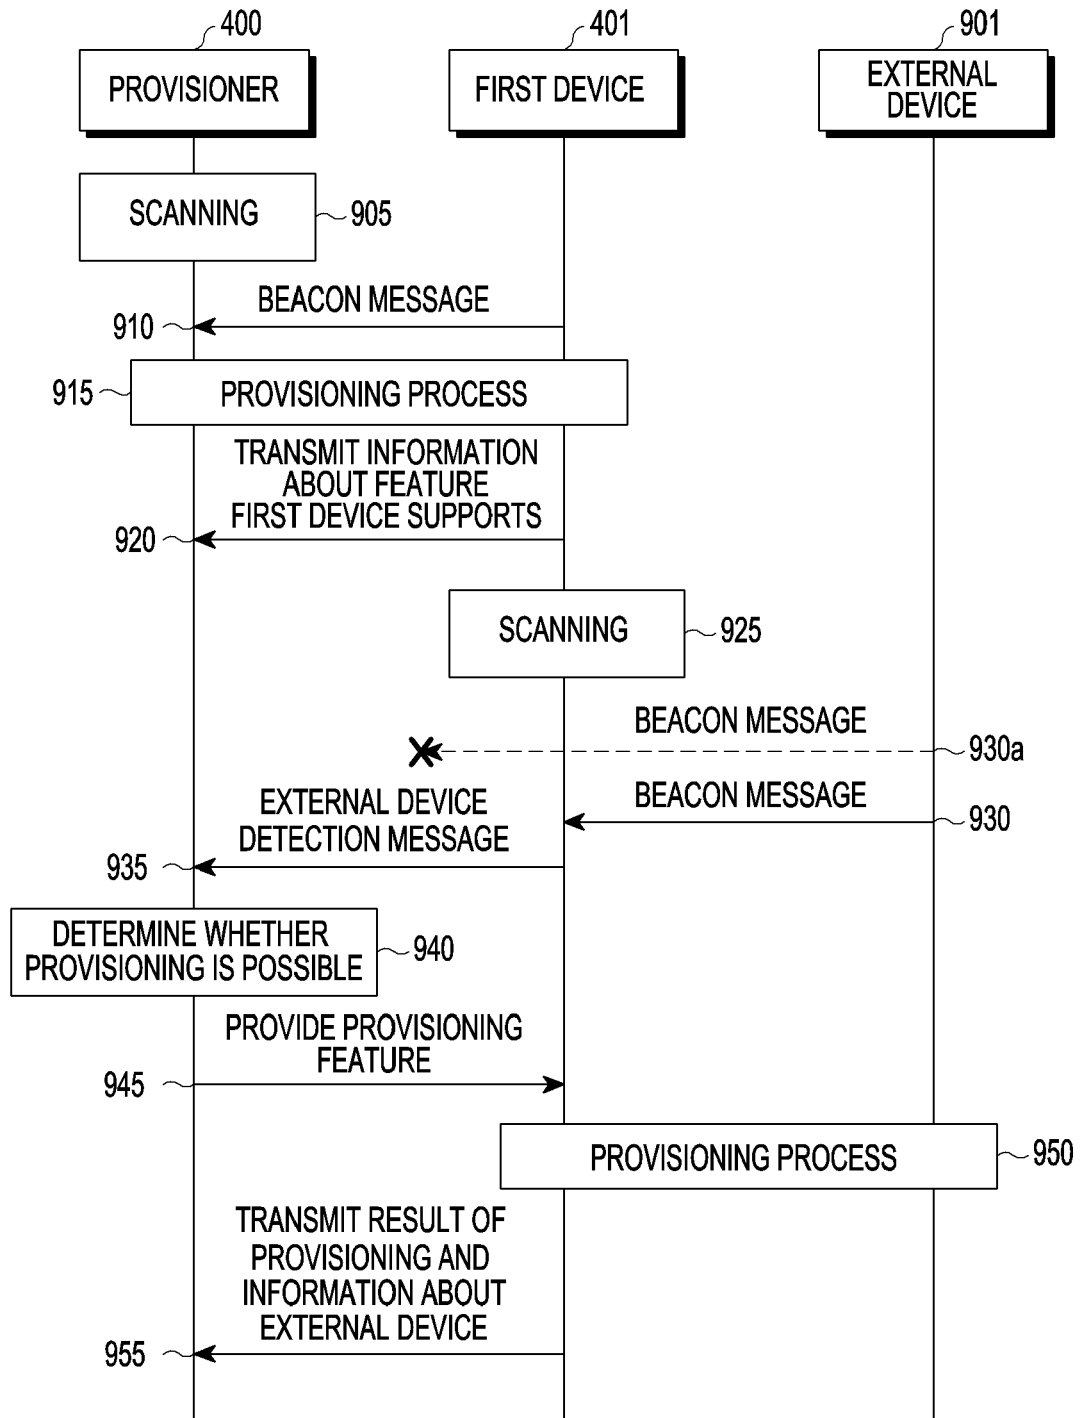 400
401
901
PROVISIONER
FIRST DEVICE
EXTERNAL
DEVICE
SCANNING
905
BEACON MESSAGE
910
915
PROVISIONING PROCESS
TRANSMIT INFORMATION
ABOUT FEATURE
FIRST DEVICE SUPPORTS
920
SCANNING
925
BEACON MESSAGE
930a
BEACON MESSAGE
930
EXTERNAL DEVICE
DETECTION MESSAGE
935
DETERMINE WHETHER
PROVISIONING IS POSSIBLE
940
PROVIDE PROVISIONING
FEATURE
945
PROVISIONING PROCESS
950
TRANSMIT RESULT OF
PROVISIONING AND
INFORMATION ABOUT
EXTERNAL DEVICE
955